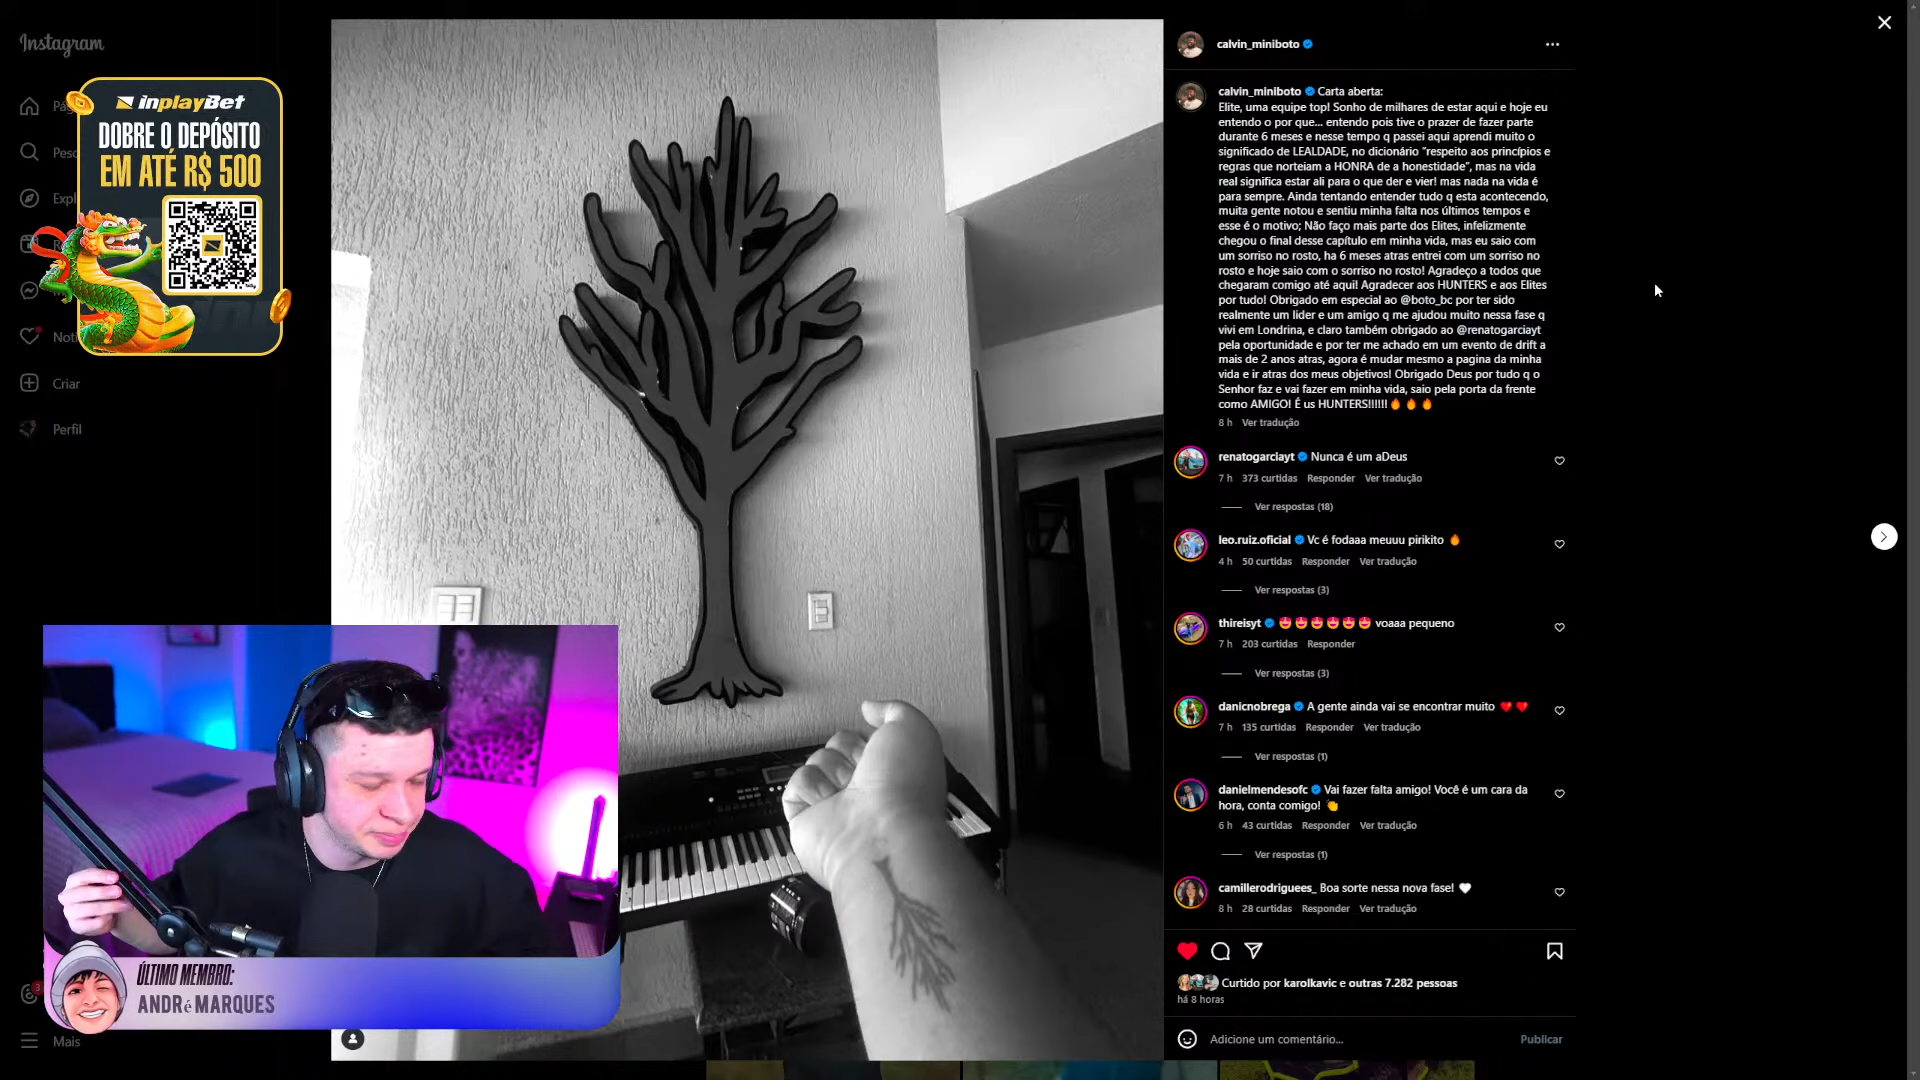 Instagram
inplayBet
DOBRE O DEPÓSITO
EM ATÉ R$ 500
Criar
Perfil
Mais
3
ÚLTIMO MEMBRO:
ANDRé MARQUES
calvin_miniboto
calvin_miniboto Carta aberta:
Elite, uma equipe top! Sonho de milhares de estar aqui e hoje eu
entendo o por que... entendo pois tive o prazer de fazer parte
durante 6 meses e nesse tempo q passei aqui aprendi muito o
significado de LEALDADE, no dicionário "respeito aos princípios e
regras que norteiam a HONRA de a honestidade", mas na vida
real significa estar ali para o que der e vier! mas nada na vida é
para sempre. Ainda tentando entender tudo q esta acontecendo,
muita gente notou e sentiu minha falta nos últimos tempos e
esse é o motivo; Não faço mais parte dos Elites, infelizmente
chegou o final desse capítulo em minha vida, mas eu saio com
um sorriso no rosto, ha 6 meses atras entrei com um sorriso no
rosto e hoje saio com o sorriso no rosto! Agradeço a todos que
chegaram comigo até aqui! Agradecer aos HUNTERS e aos Elites
por tudo! Obrigado em especial ao @boto_bc por ter sido
realmente um lider e um amigo q me ajudou muito nessa fase q
vivi em Londrina, e claro também obrigado ao @renatogarciayt
pela oportunidade e por ter me achado em um evento de drift a
mais de 2 anos atras, agora é mudar mesmo a pagina da minha
vida e ir atras dos meus objetivos! Obrigado Deus por tudo q o
Senhor faz e vai fazer em minha vida, saio pela porta da frente
como AMIGO! É us HUNTERS!!!!!!🔥 🔥 🔥
8 h Ver tradução
renatogarciayt Nunca é um aDeus
7 h 373 curtidas Responder Ver tradução
Ver respostas (18)
leo.ruiz.oficial Vc é fodaaa meuuu pirikito 🔥
4 h 50 curtidas Responder Ver tradução
Ver respostas (3)
thireisyt 😍😍😍😍😍😍 voaaa pequeno
7 h 203 curtidas Responder
Ver respostas (3)
danicnobrega A gente ainda vai se encontrar muito ❤️❤️
7 h 135 curtidas Responder Ver tradução
Ver respostas (1)
danielmendesofc Vai fazer falta amigo! Você é um cara da
hora, conta comigo! 👏
6 h 43 curtidas Responder Ver tradução
Ver respostas (1)
camillerodriguees_ Boa sorte nessa nova fase! 🤍
8 h 28 curtidas Responder Ver tradução
Curtido por karolkavic e outras 7.282 pessoas
há 8 horas
Adicione um comentário...
Publicar